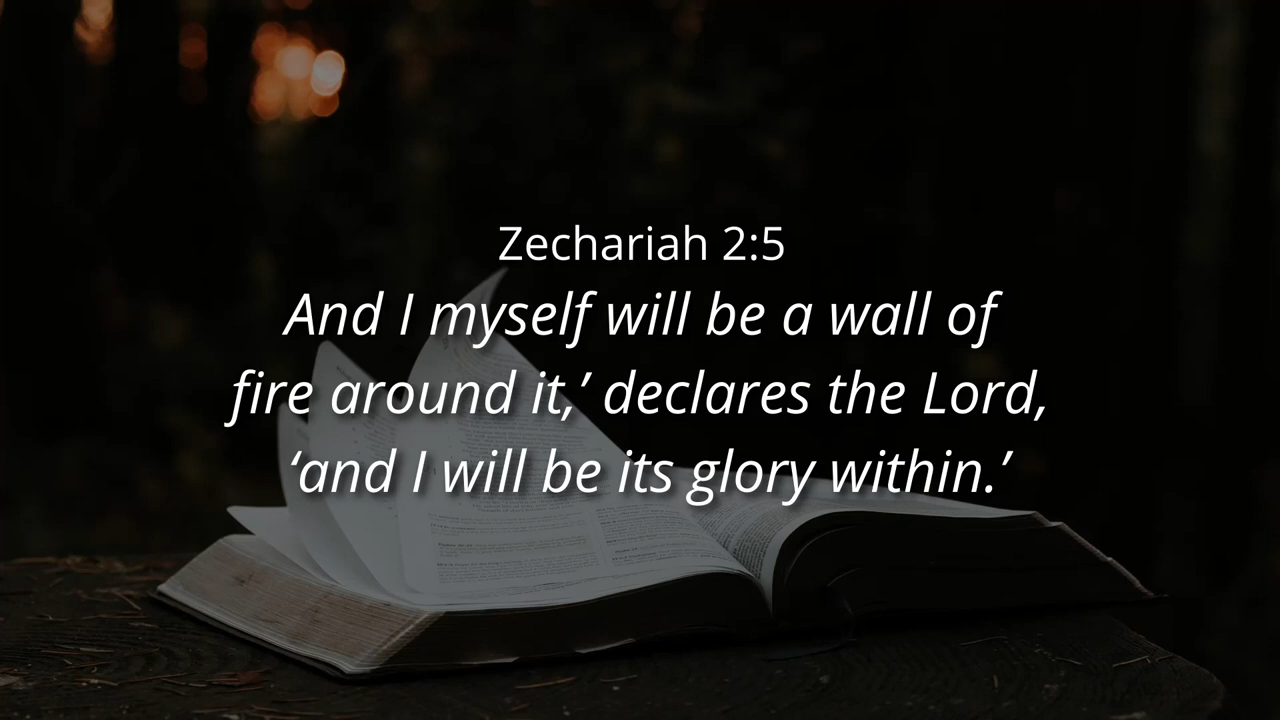 Zechariah 2:5
And I myself will be a wall of
fire around it,’ declares the Lord,
‘and I will be its glory within.’